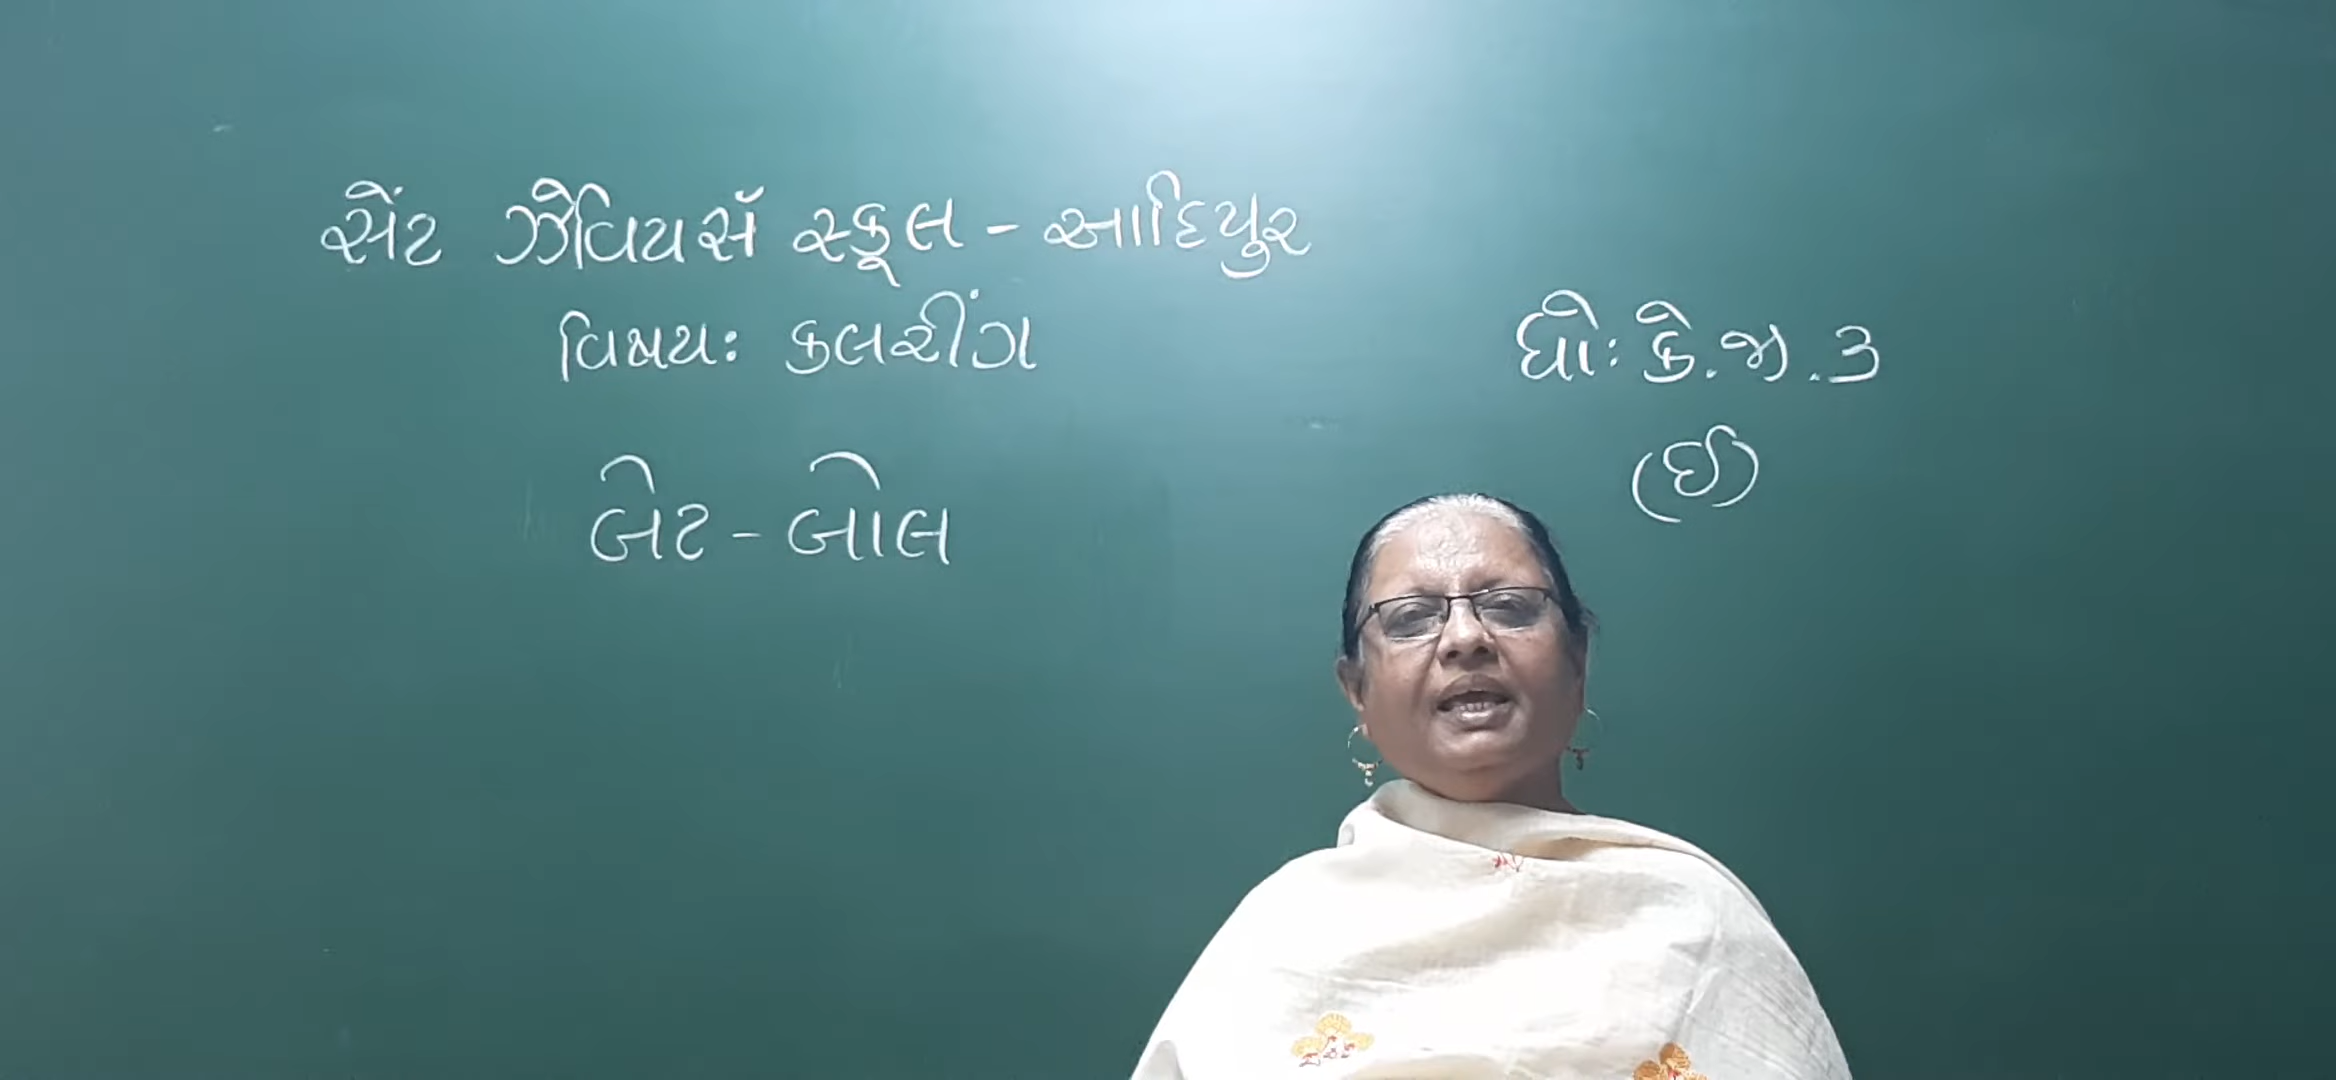 સેંટ ઝેવિયર્સ સ્કૂલ - આદિપુર
વિષય: કલરીંગ
ધો: કે.જી.૩
(ઈ)
બેટ - બોલ